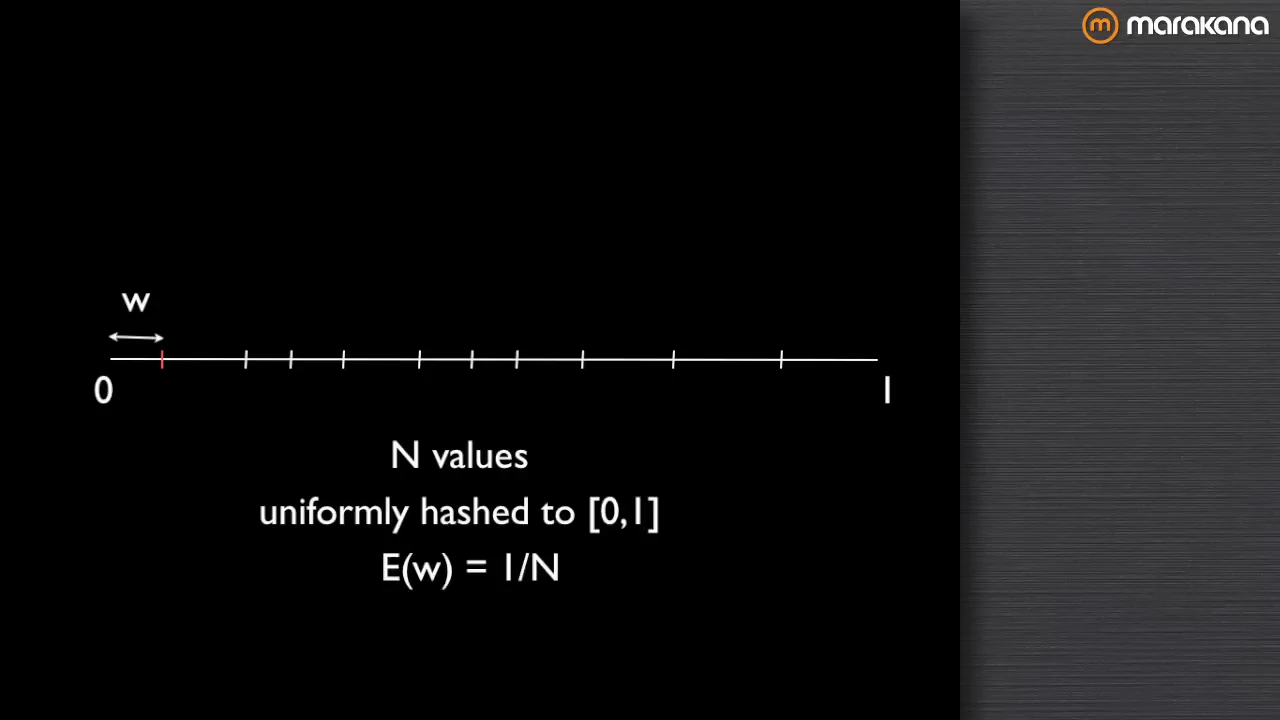 marakana
w
0
1
N values
uniformly hashed to [0,1]
E(w) = 1/N